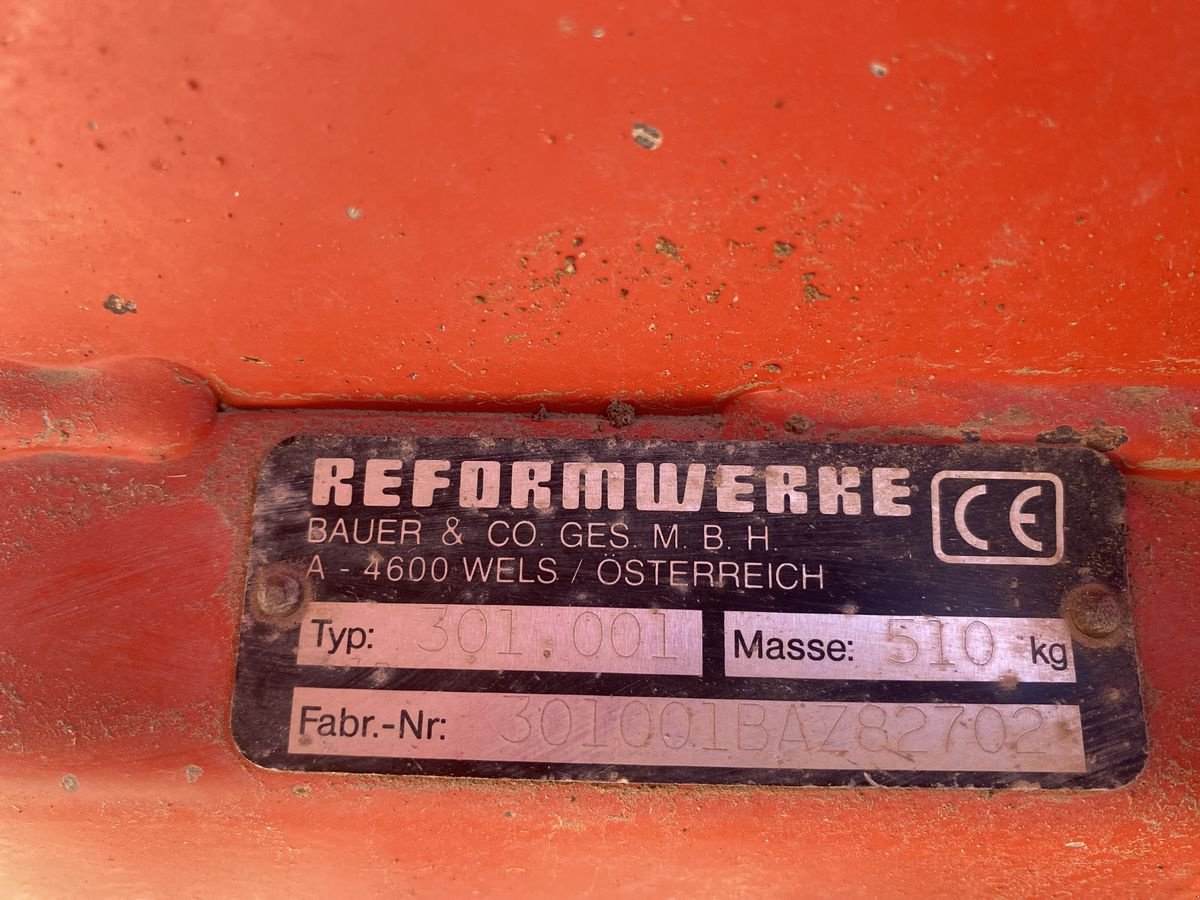 REFORMWERKE CE
BAUER & CO. GES. M. B. H.
A - 4600 WELS / ÖSTERREICH
Typ: 301.001 Masse: 510 kg
Fabr.-Nr: 301001BAZ82702